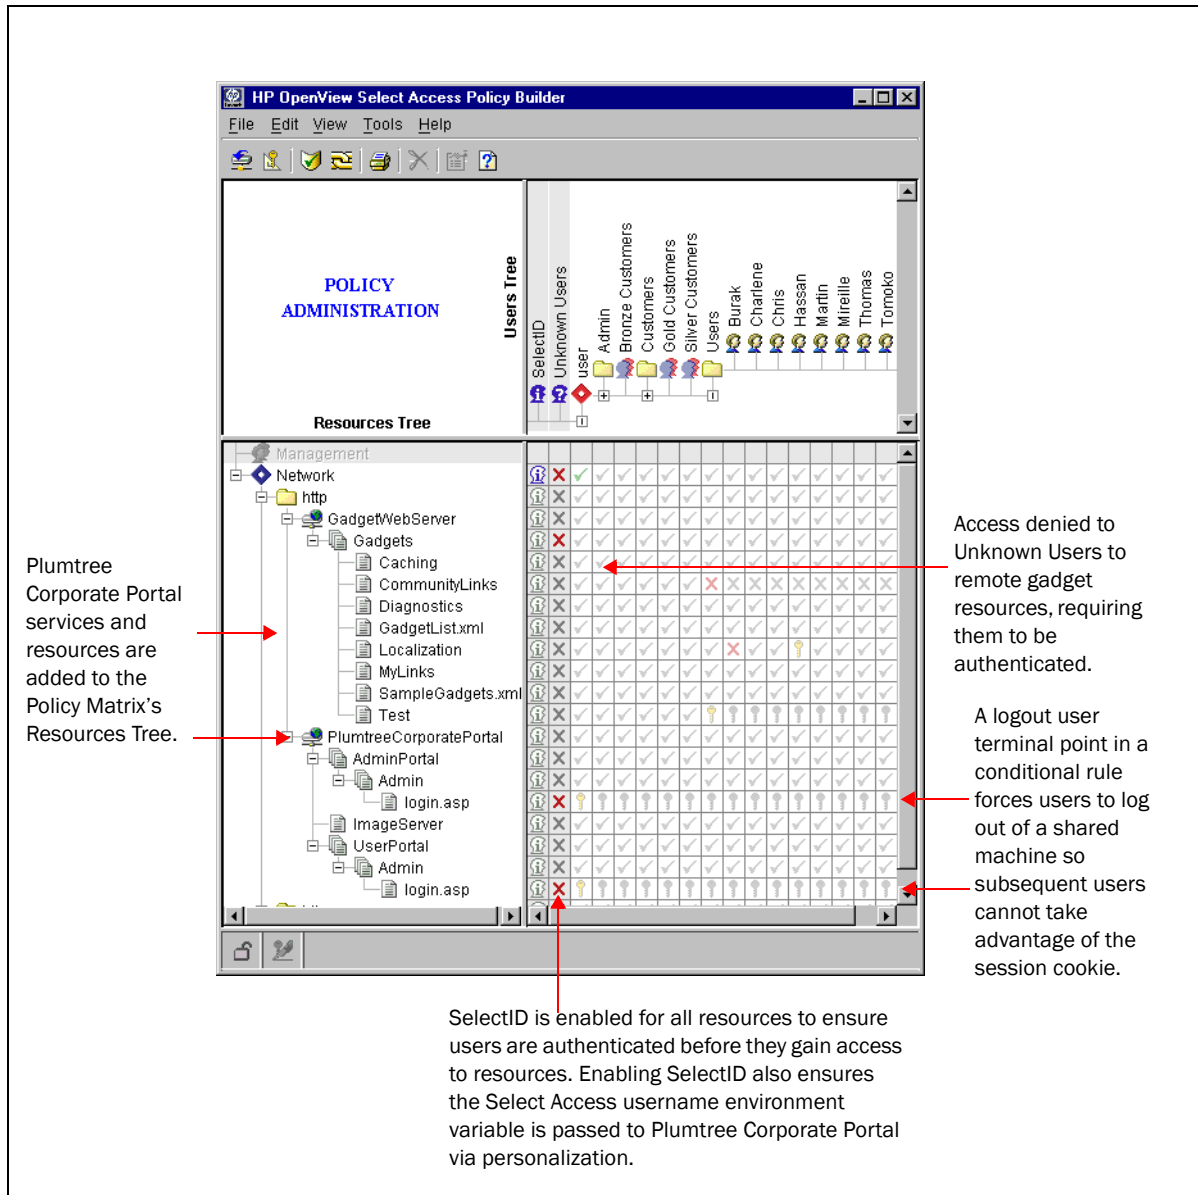 HP OpenView Select Access Policy Builder
File Edit View Tools Help
POLICY
ADMINISTRATION
Users Tree
Resources Tree
SelectID
Unknown Users
user
Admin
Bronze Customers
Customers
Gold Customers
Silver Customers
Users
Burak
Charlene
Chris
Hassan
Martin
Mireille
Thomas
Tomoko
Management
Network
http
GadgetWebServer
Gadgets
Caching
CommunityLinks
Diagnostics
GadgetList.xml
Localization
MyLinks
SampleGadgets.xml
Test
PlumtreeCorporatePortal
AdminPortal
Admin
login.asp
ImageServer
UserPortal
Admin
login.asp
Plumtree
Corporate Portal
services and
resources are
added to the
Policy Matrix’s
Resources Tree.
Access denied to
Unknown Users to
remote gadget
resources, requiring
them to be
authenticated.
A logout user
terminal point in a
conditional rule
forces users to log
out of a shared
machine so
subsequent users
cannot take
advantage of the
session cookie.
SelectID is enabled for all resources to ensure
users are authenticated before they gain access
to resources. Enabling SelectID also ensures
the Select Access username environment
variable is passed to Plumtree Corporate Portal
via personalization.